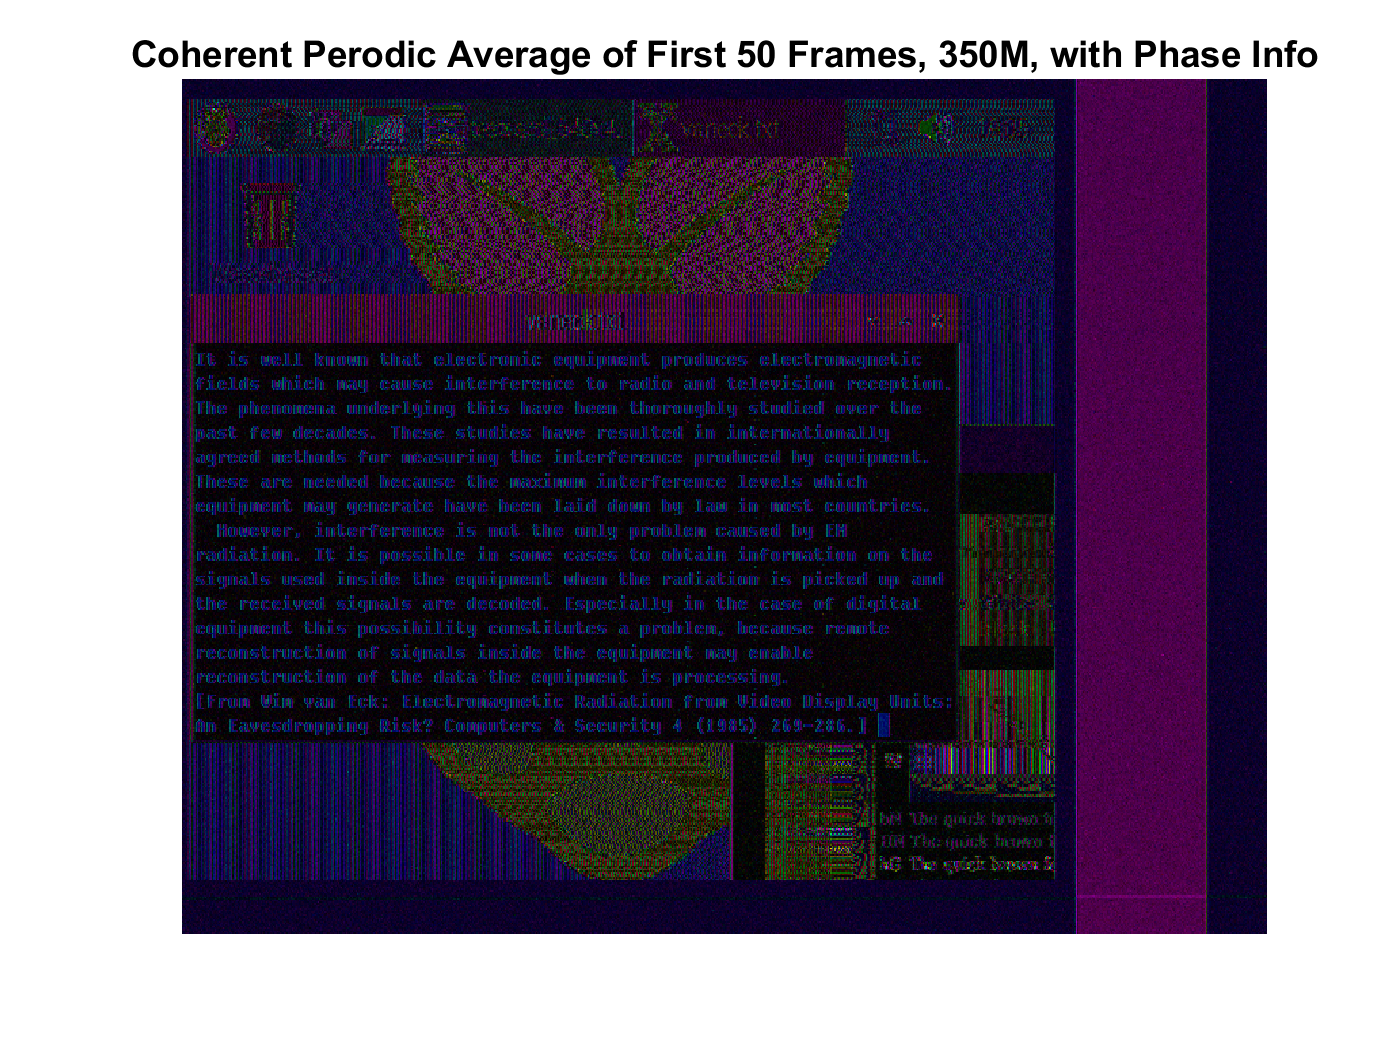 Coherent Perodic Average of First 50 Frames, 350M, with Phase Info
vaneck.txt
vaneck.txt
It is well known that electronic equipment produces electromagnetic
fields which may cause interference to radio and television reception.
The phenomena underlying this have been thoroughly studied over the
past few decades. These studies have resulted in internationally
agreed methods for measuring the interference produced by equipment.
These are needed because the maximum interference levels which
equipment may generate have been laid down by law in most countries.
However, interference is not the only problem caused by EM
radiation. It is possible in some cases to obtain information on the
signals used inside the equipment when the radiation is picked up and
the received signals are decoded. Especially in the case of digital
equipment this possibility constitutes a problem, because remote
reconstruction of signals inside the equipment may enable
reconstruction of the data the equipment is processing.
[From Wim van Eck: Electromagnetic Radiation from Video Display Units:
An Eavesdropping Risk? Computers & Security 4 (1985) 269-286.]
The quick brown
The quick brown
The quick brown